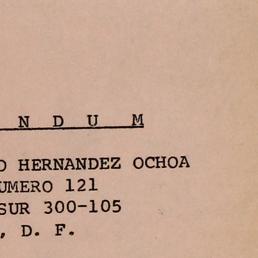 N D U M
O HERNANDEZ OCHOA
UMERO 121
SUR 300-105
, D. F.